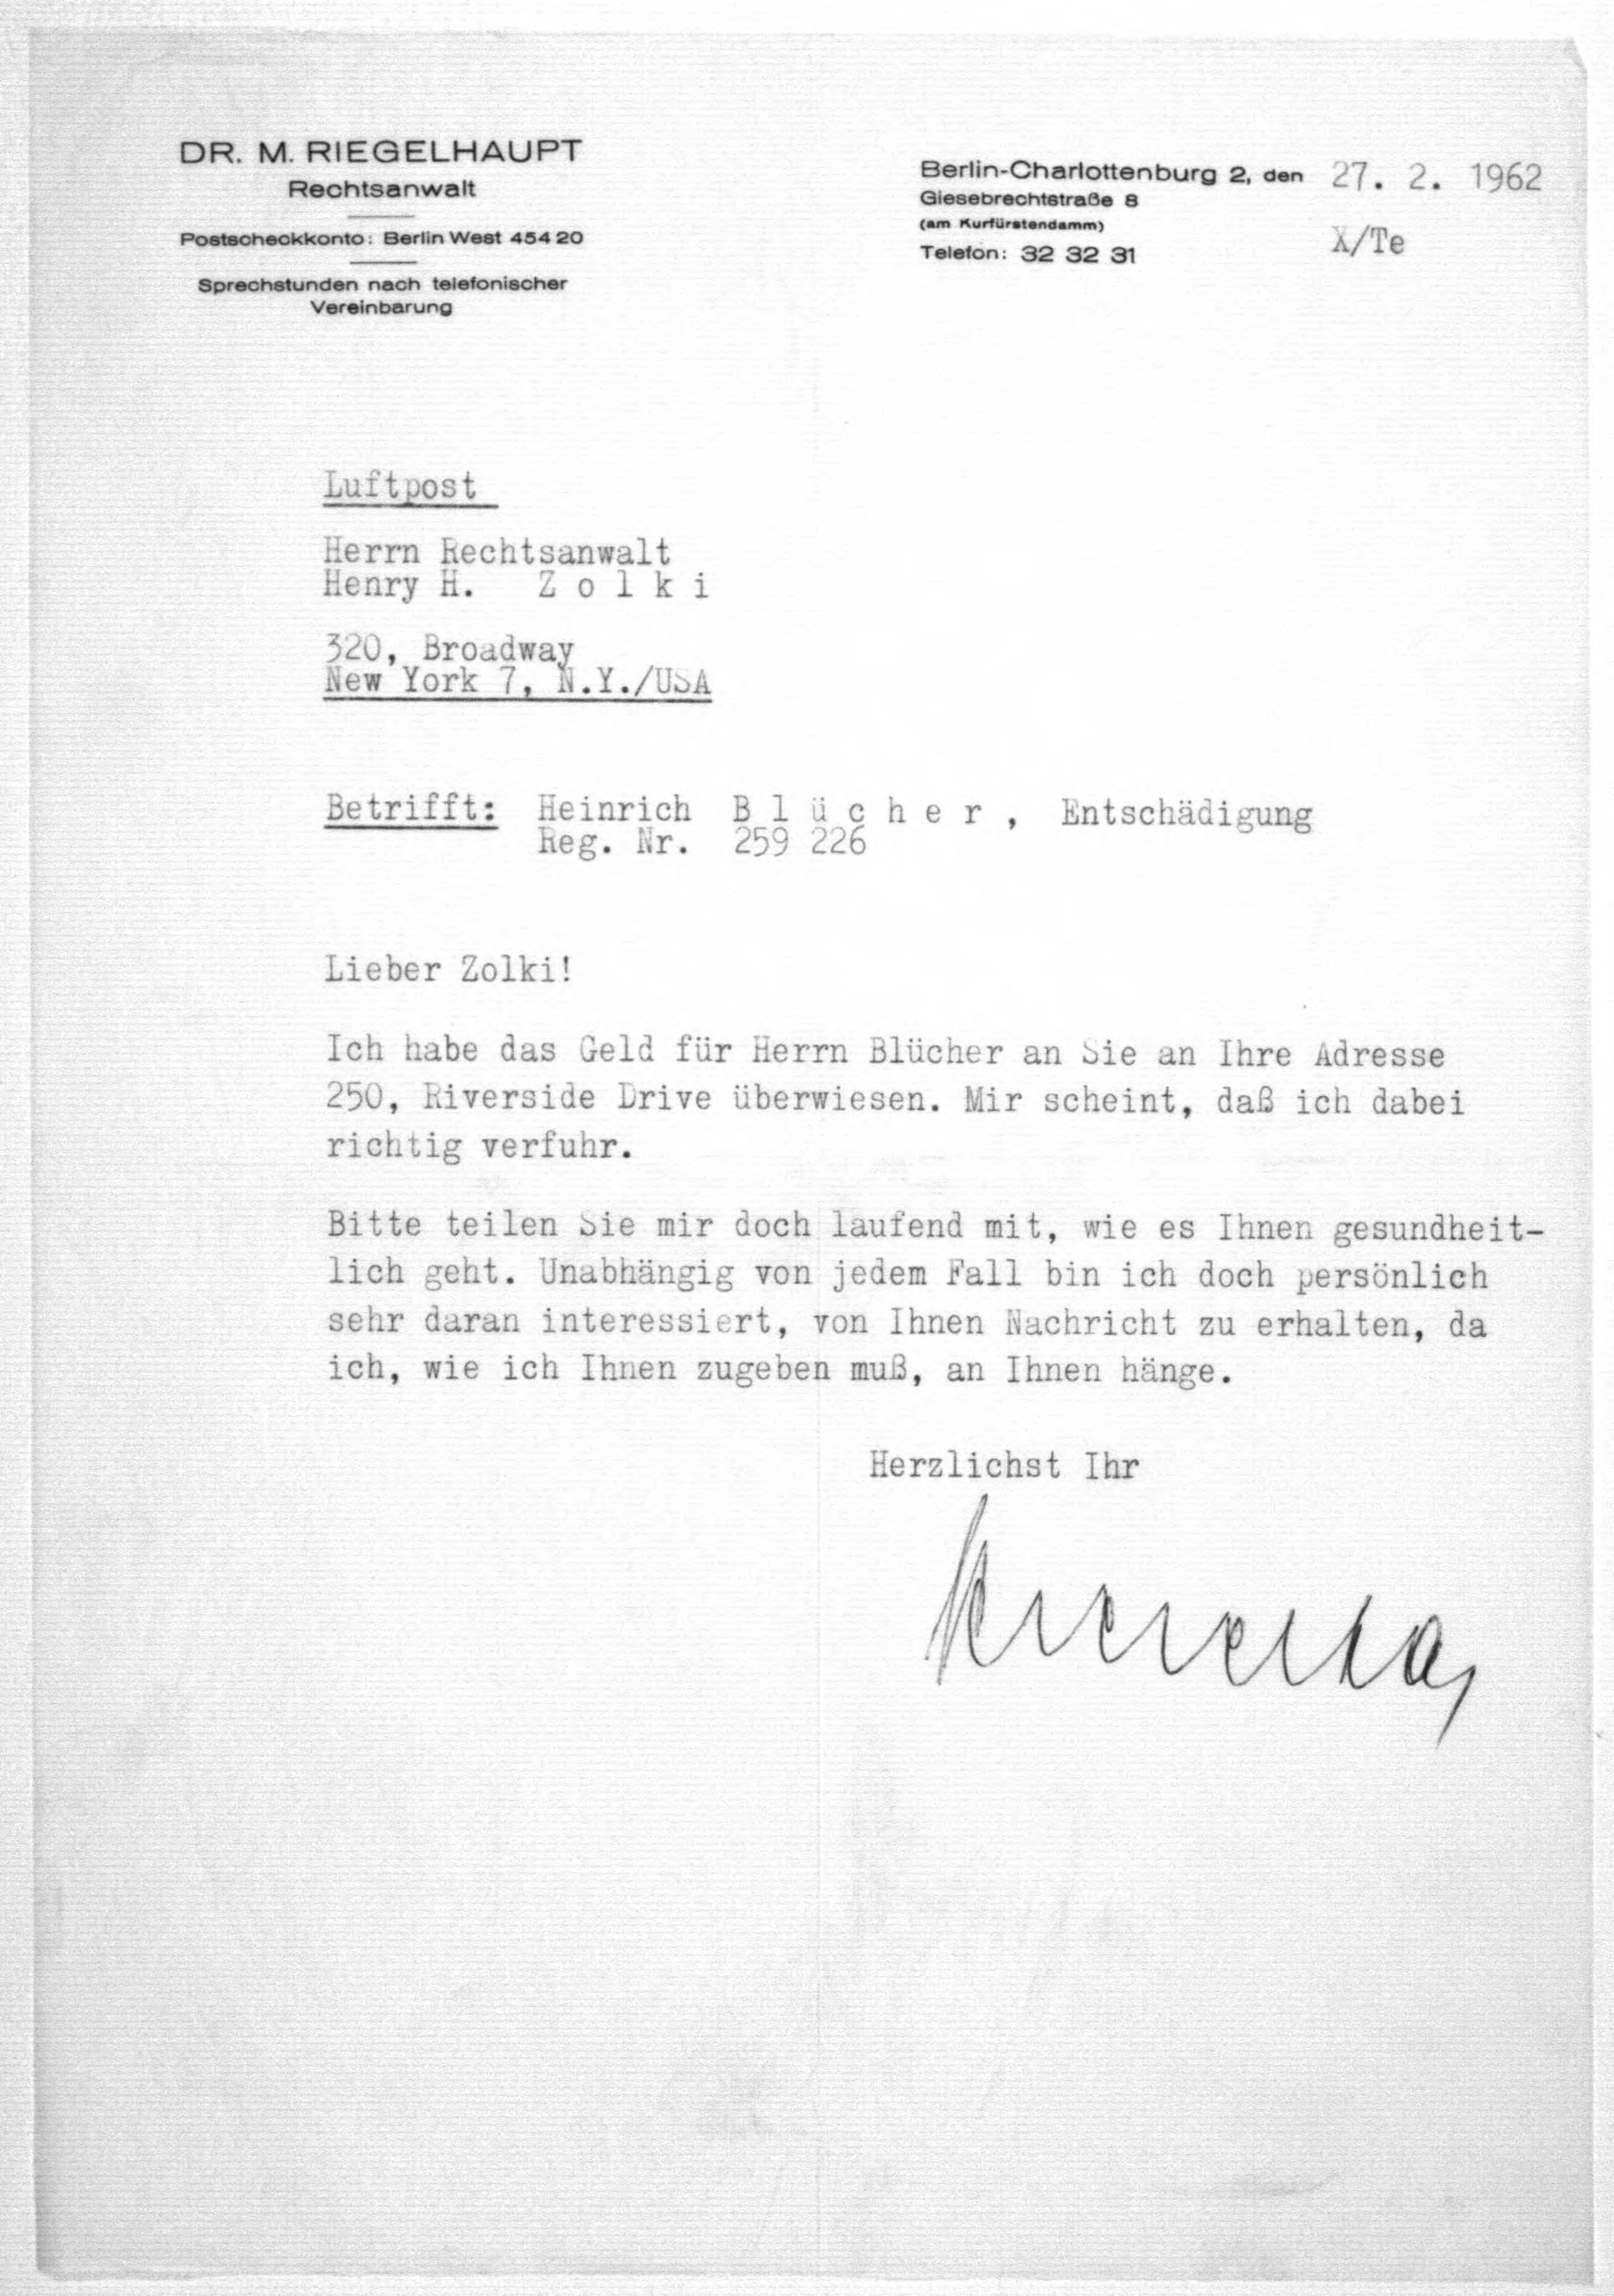 DR. M. RIEGELHAUPT
Rechtsanwalt
Postscheckkonto: Berlin West 454 20
Sprechstunden nach telefonischer
Vereinbarung
Berlin-Charlottenburg 2, den 27. 2. 1962
Giesebrechtstraße 8
(am Kurfürstendamm)
Telefon: 32 32 31
X/Te
Luftpost
Herrn Rechtsanwalt
Henry H. Z o l k i
320, Broadway
New York 7, N.Y./USA
Betrifft: Heinrich B l ü c h e r , Entschädigung
Reg. Nr. 259 226
Lieber Zolki!
Ich habe das Geld für Herrn Blücher an Sie an Ihre Adresse
250, Riverside Drive überwiesen. Mir scheint, daß ich dabei
richtig verfuhr.
Bitte teilen Sie mir doch laufend mit, wie es Ihnen gesundheit-
lich geht. Unabhängig von jedem Fall bin ich doch persönlich
sehr daran interessiert, von Ihnen Nachricht zu erhalten, da
ich, wie ich Ihnen zugeben muß, an Ihnen hänge.
Herzlichst Ihr